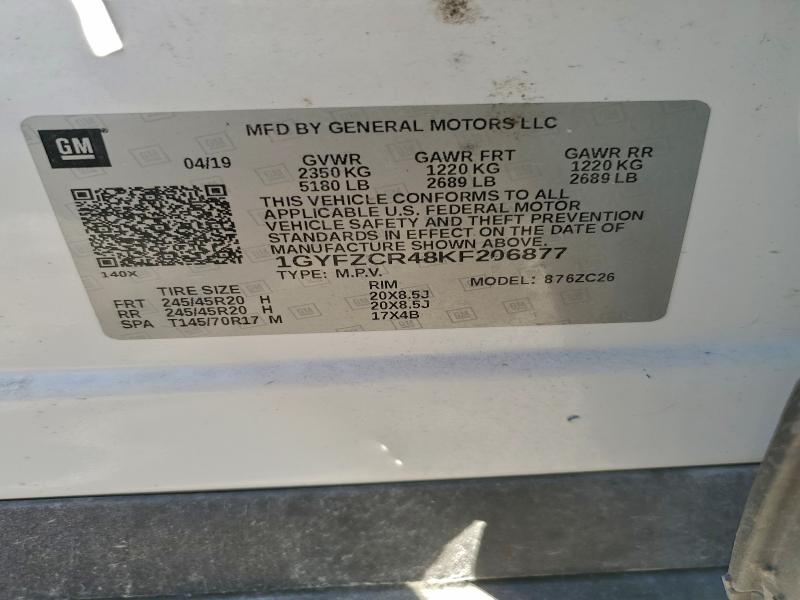 GM
MFD BY GENERAL MOTORS LLC
04/19 GVWR GAWR FRT GAWR RR
2350 KG 1220 KG 1220 KG
5180 LB 2689 LB 2689 LB
THIS VEHICLE CONFORMS TO ALL
APPLICABLE U.S. FEDERAL MOTOR
VEHICLE SAFETY AND THEFT PREVENTION
STANDARDS IN EFFECT ON THE DATE OF
MANUFACTURE SHOWN ABOVE.
140X 1GYFZCR48KF206877
TYPE: M.P.V. MODEL: 876ZC26
TIRE SIZE RIM
FRT 245/45R20 H 20X8.5J
RR 245/45R20 H 20X8.5J
SPA T145/70R17 M 17X4B